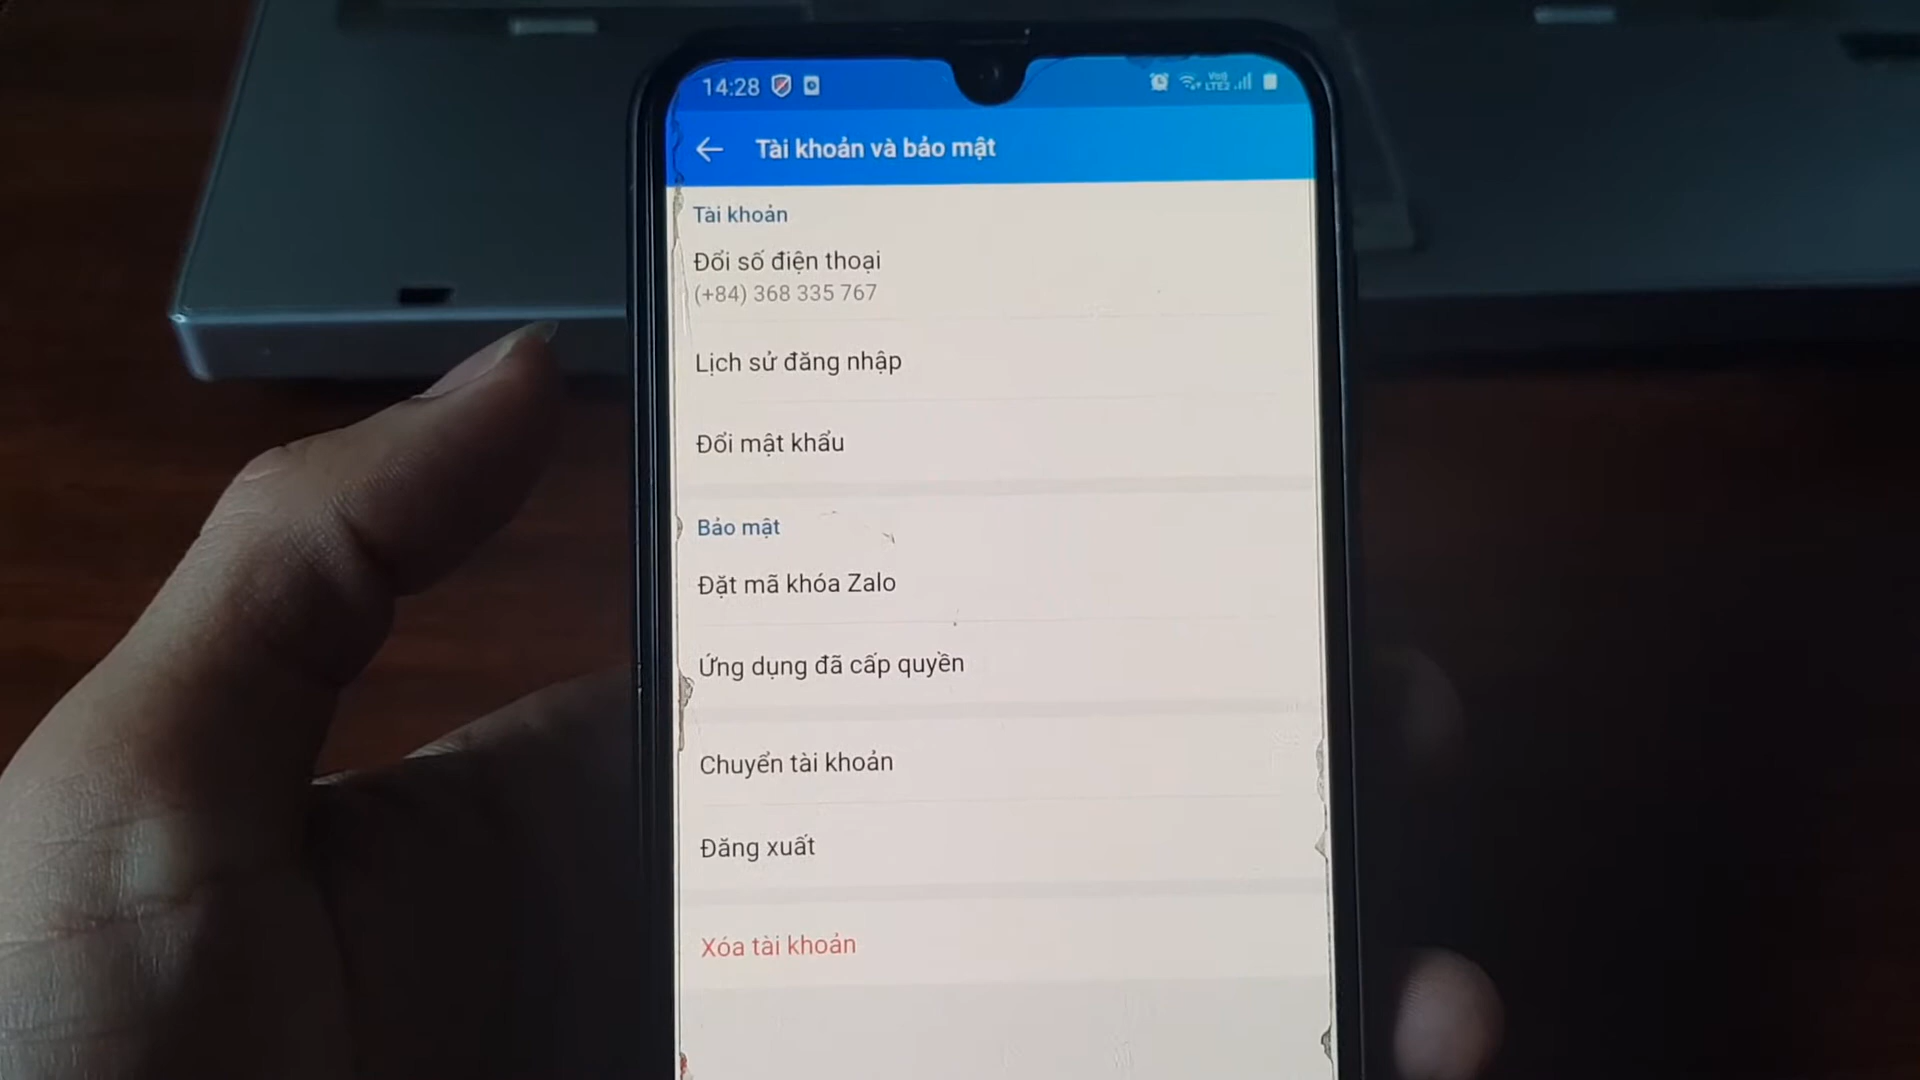 14:28
Tài khoản và bảo mật
Tài khoản
Đổi số điện thoại
(+84) 368 335 767
Lịch sử đăng nhập
Đổi mật khẩu
Bảo mật
Đặt mã khóa Zalo
Ứng dụng đã cấp quyền
Chuyển tài khoản
Đăng xuất
Xóa tài khoản